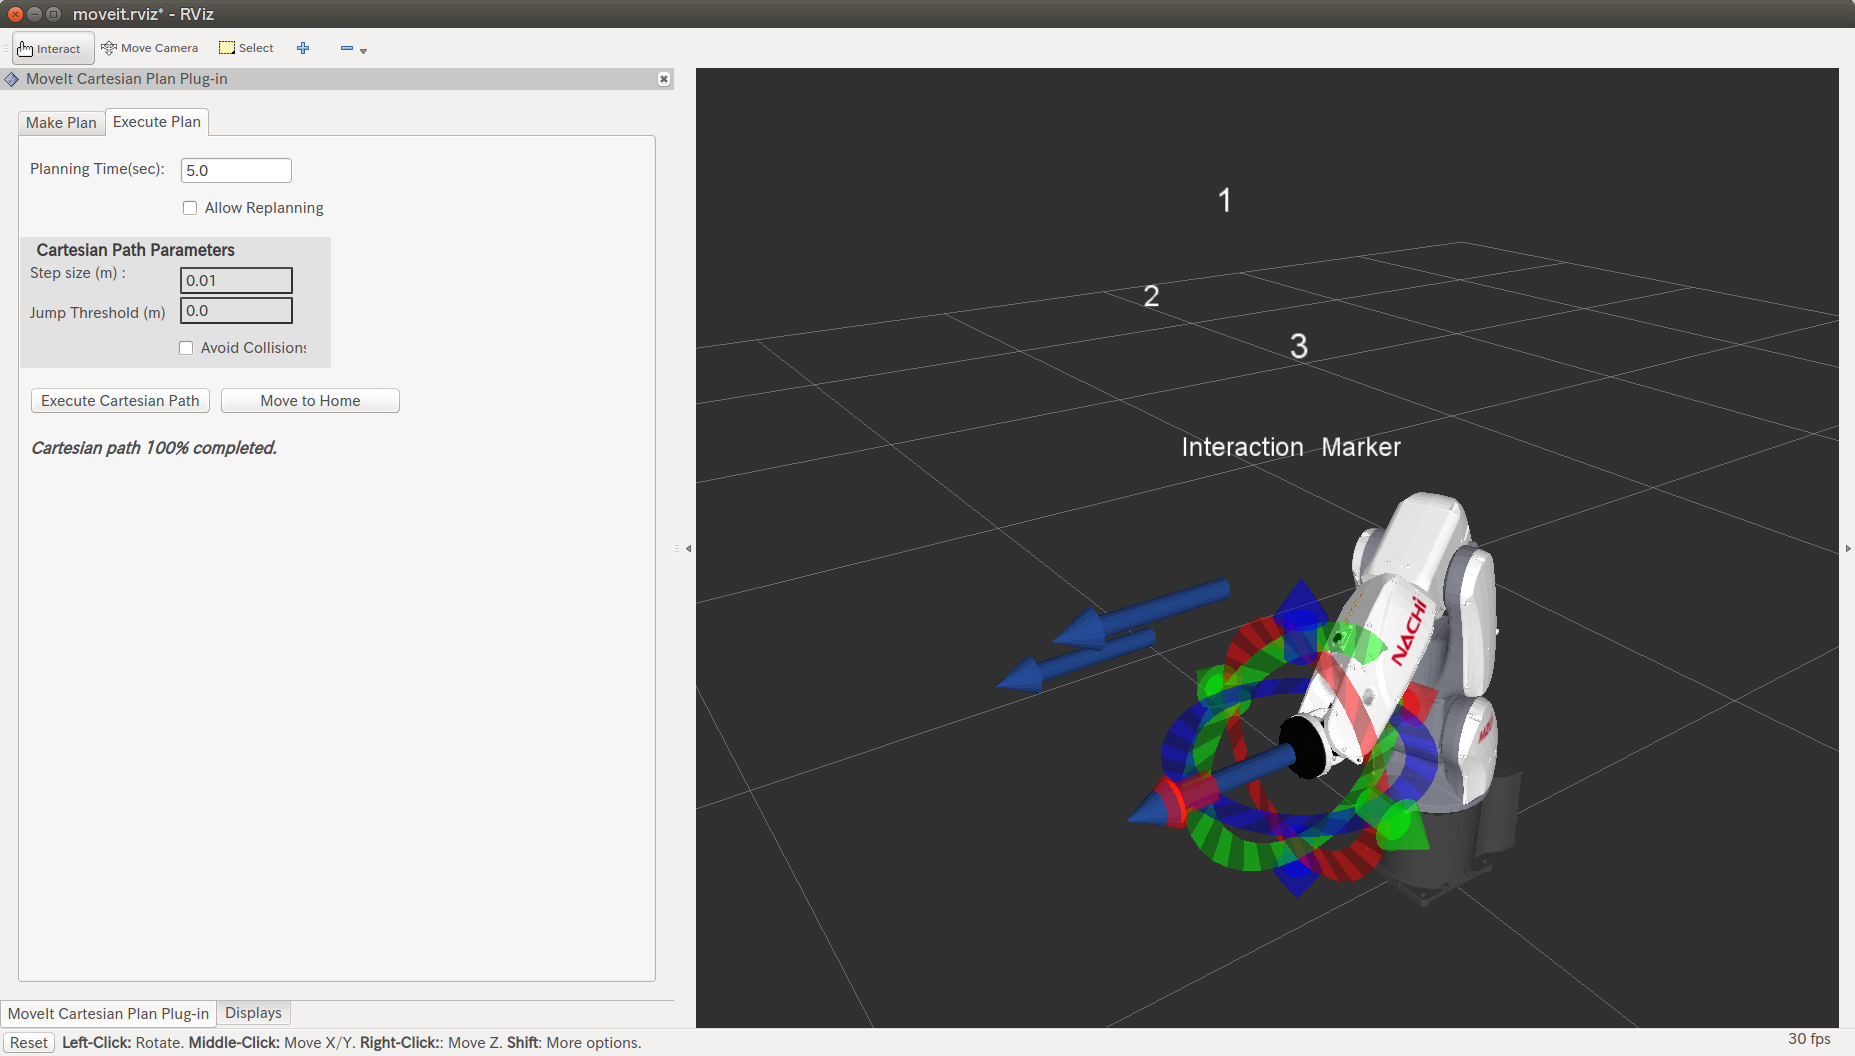 moveit.rviz* - RViz
Interact Move Camera Select
MoveIt Cartesian Plan Plug-in
Make Plan Execute Plan
Planning Time(sec): 5.0
Allow Replanning
Cartesian Path Parameters
Step size (m) : 0.01
Jump Threshold (m) 0.0
Avoid Collisions
Execute Cartesian Path Move to Home
Cartesian path 100% completed.
1
2
3
Interaction Marker
NACHi
MoveIt Cartesian Plan Plug-in Displays
Reset Left-Click: Rotate. Middle-Click: Move X/Y. Right-Click:: Move Z. Shift: More options. 30 fps